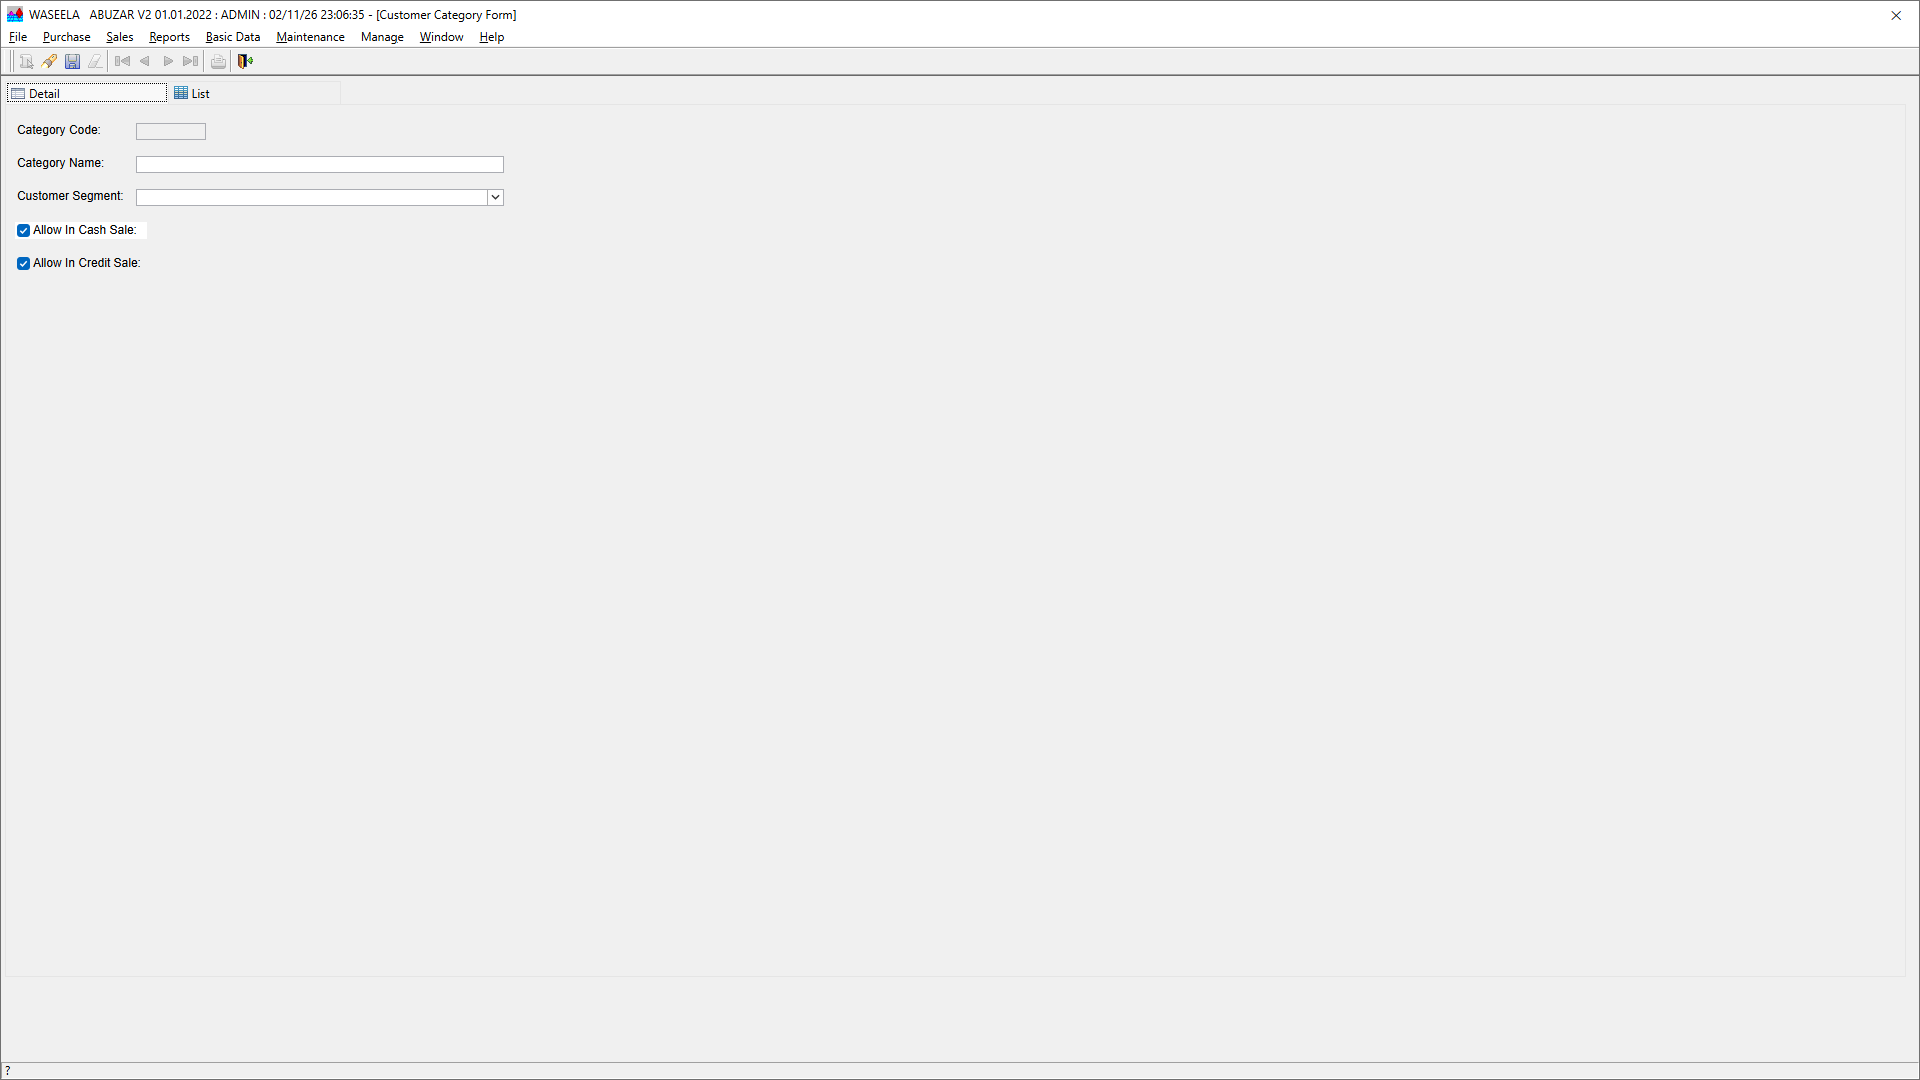 WASEELA   ABUZAR V2 01.01.2022 : ADMIN : 02/11/26 23:06:35 - [Customer Category Form]
File Purchase Sales Reports Basic Data Maintenance Manage Window Help
Detail List
Category Code:
Category Name:
Customer Segment:
Allow In Cash Sale:
Allow In Credit Sale:
?